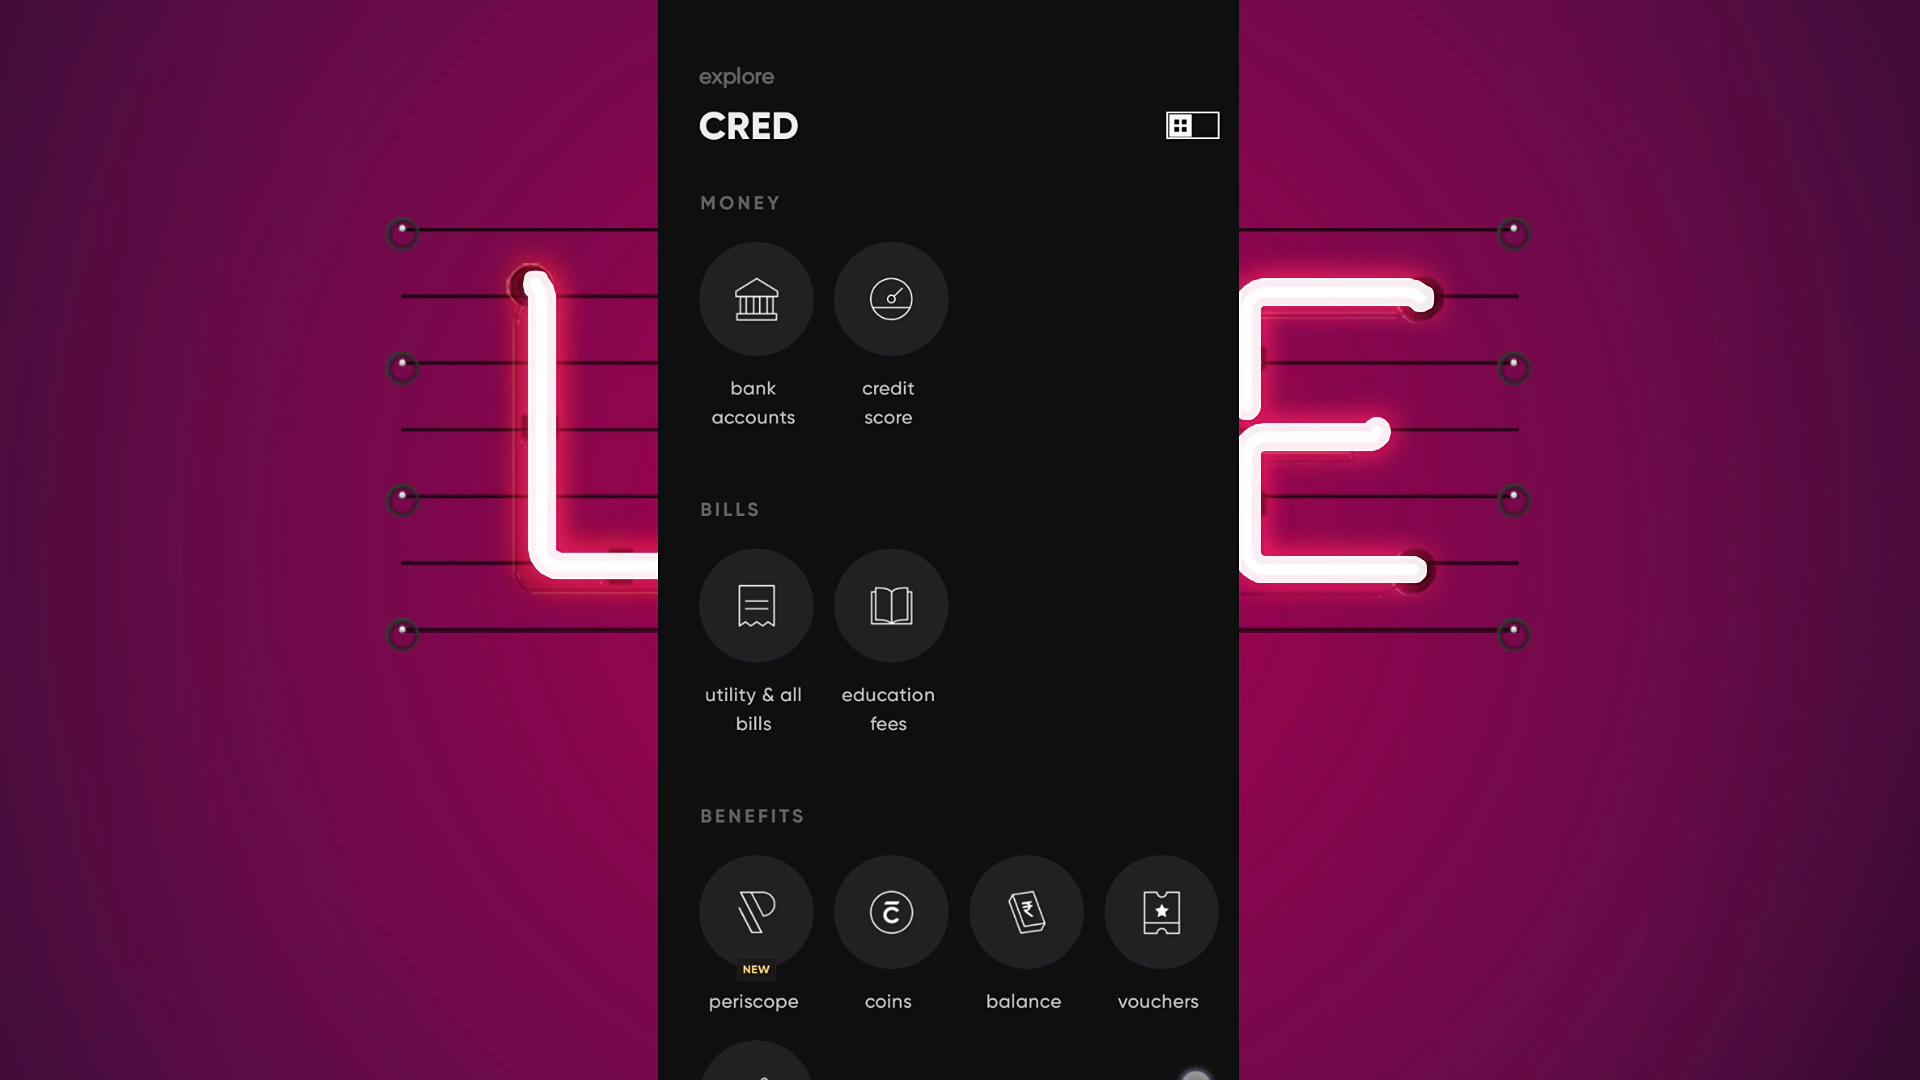 explore
CRED
MONEY
bank accounts
credit score
BILLS
utility & all bills
education fees
BENEFITS
NEW
periscope
coins
balance
vouchers
L
E